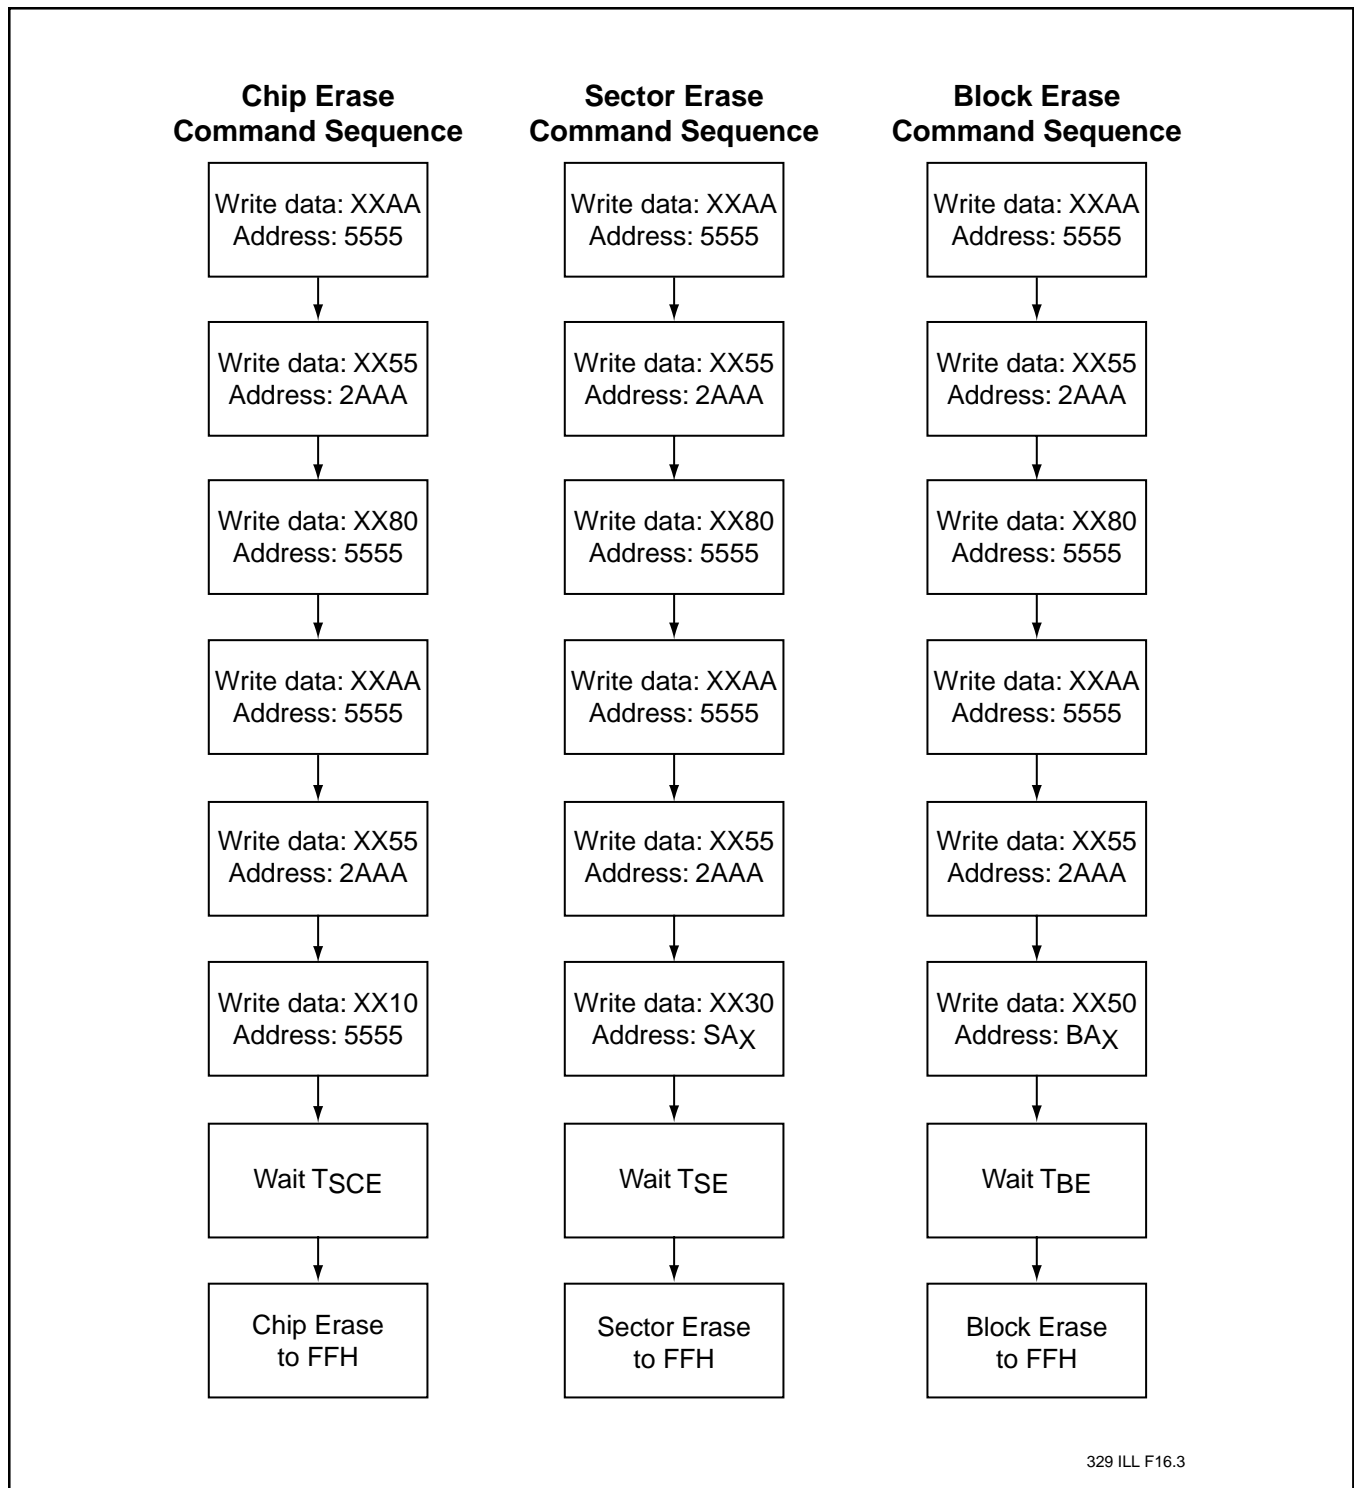 Chip Erase
Command Sequence
Write data: XXAA
Address: 5555
Write data: XX55
Address: 2AAA
Write data: XX80
Address: 5555
Write data: XXAA
Address: 5555
Write data: XX55
Address: 2AAA
Write data: XX10
Address: 5555
Wait TSCE
Chip Erase
to FFH
Sector Erase
Command Sequence
Write data: XXAA
Address: 5555
Write data: XX55
Address: 2AAA
Write data: XX80
Address: 5555
Write data: XXAA
Address: 5555
Write data: XX55
Address: 2AAA
Write data: XX30
Address: SAX
Wait TSE
Sector Erase
to FFH
Block Erase
Command Sequence
Write data: XXAA
Address: 5555
Write data: XX55
Address: 2AAA
Write data: XX80
Address: 5555
Write data: XXAA
Address: 5555
Write data: XX55
Address: 2AAA
Write data: XX50
Address: BAX
Wait TBE
Block Erase
to FFH
329 ILL F16.3